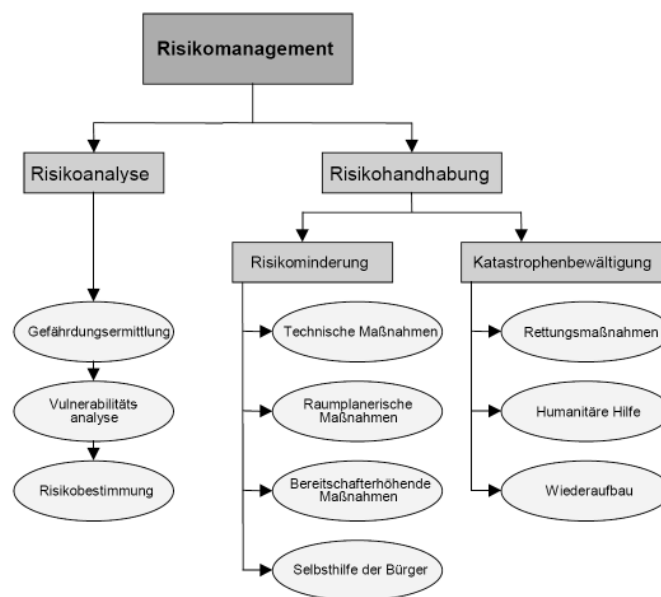 Risikomanagement
Risikoanalyse
Risikohandhabung
Risikominderung
Katastrophenbewältigung
Gefährdungsermittlung
Vulnerabilitäts
analyse
Risikobestimmung
Technische Maßnahmen
Raumplanerische
Maßnahmen
Bereitschafterhöhende
Maßnahmen
Selbsthilfe der Bürger
Rettungsmaßnahmen
Humanitäre Hilfe
Wiederaufbau